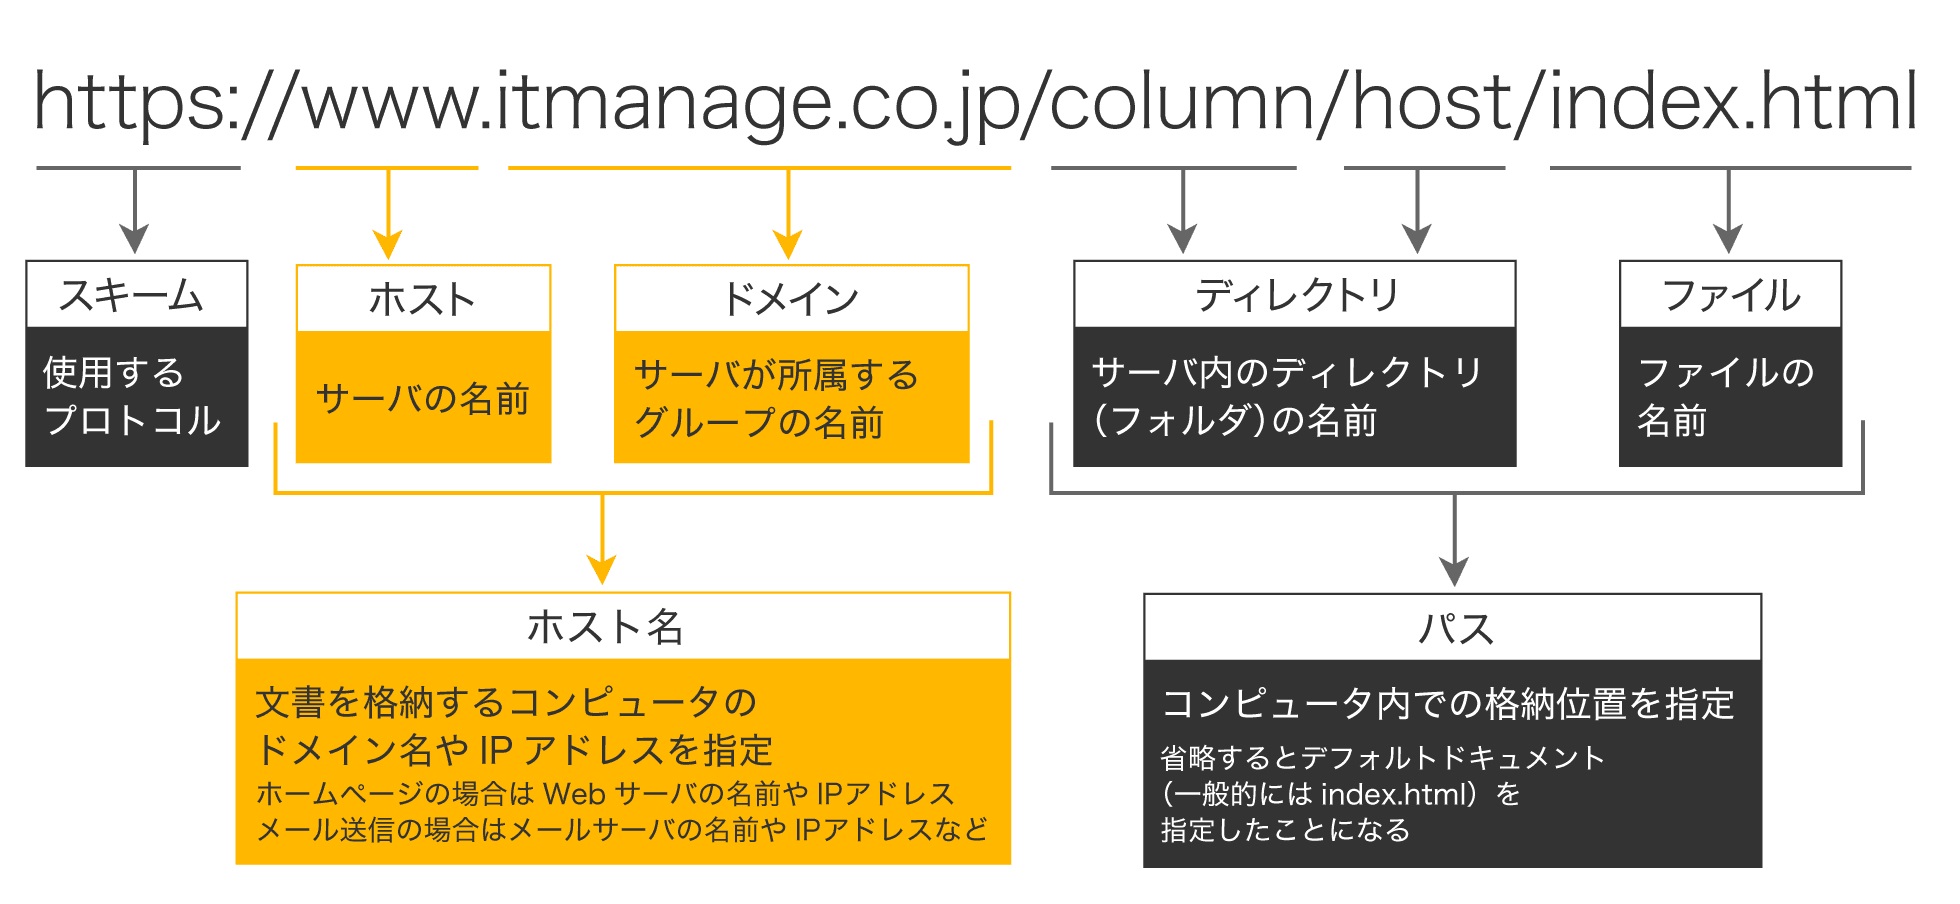 https://www.itmanage.co.jp/column/host/index.html
スキーム
使用する
プロトコル
ホスト
サーバの名前
ドメイン
サーバが所属する
グループの名前
ディレクトリ
サーバ内のディレクトリ
（フォルダ）の名前
ファイル
ファイルの
名前
ホスト名
文書を格納するコンピュータの
ドメイン名や IP アドレスを指定
ホームページの場合は Web サーバの名前や IPアドレス
メール送信の場合はメールサーバの名前や IPアドレスなど
パス
コンピュータ内での格納位置を指定
省略するとデフォルトドキュメント
（一般的には index.html）を
指定したことになる